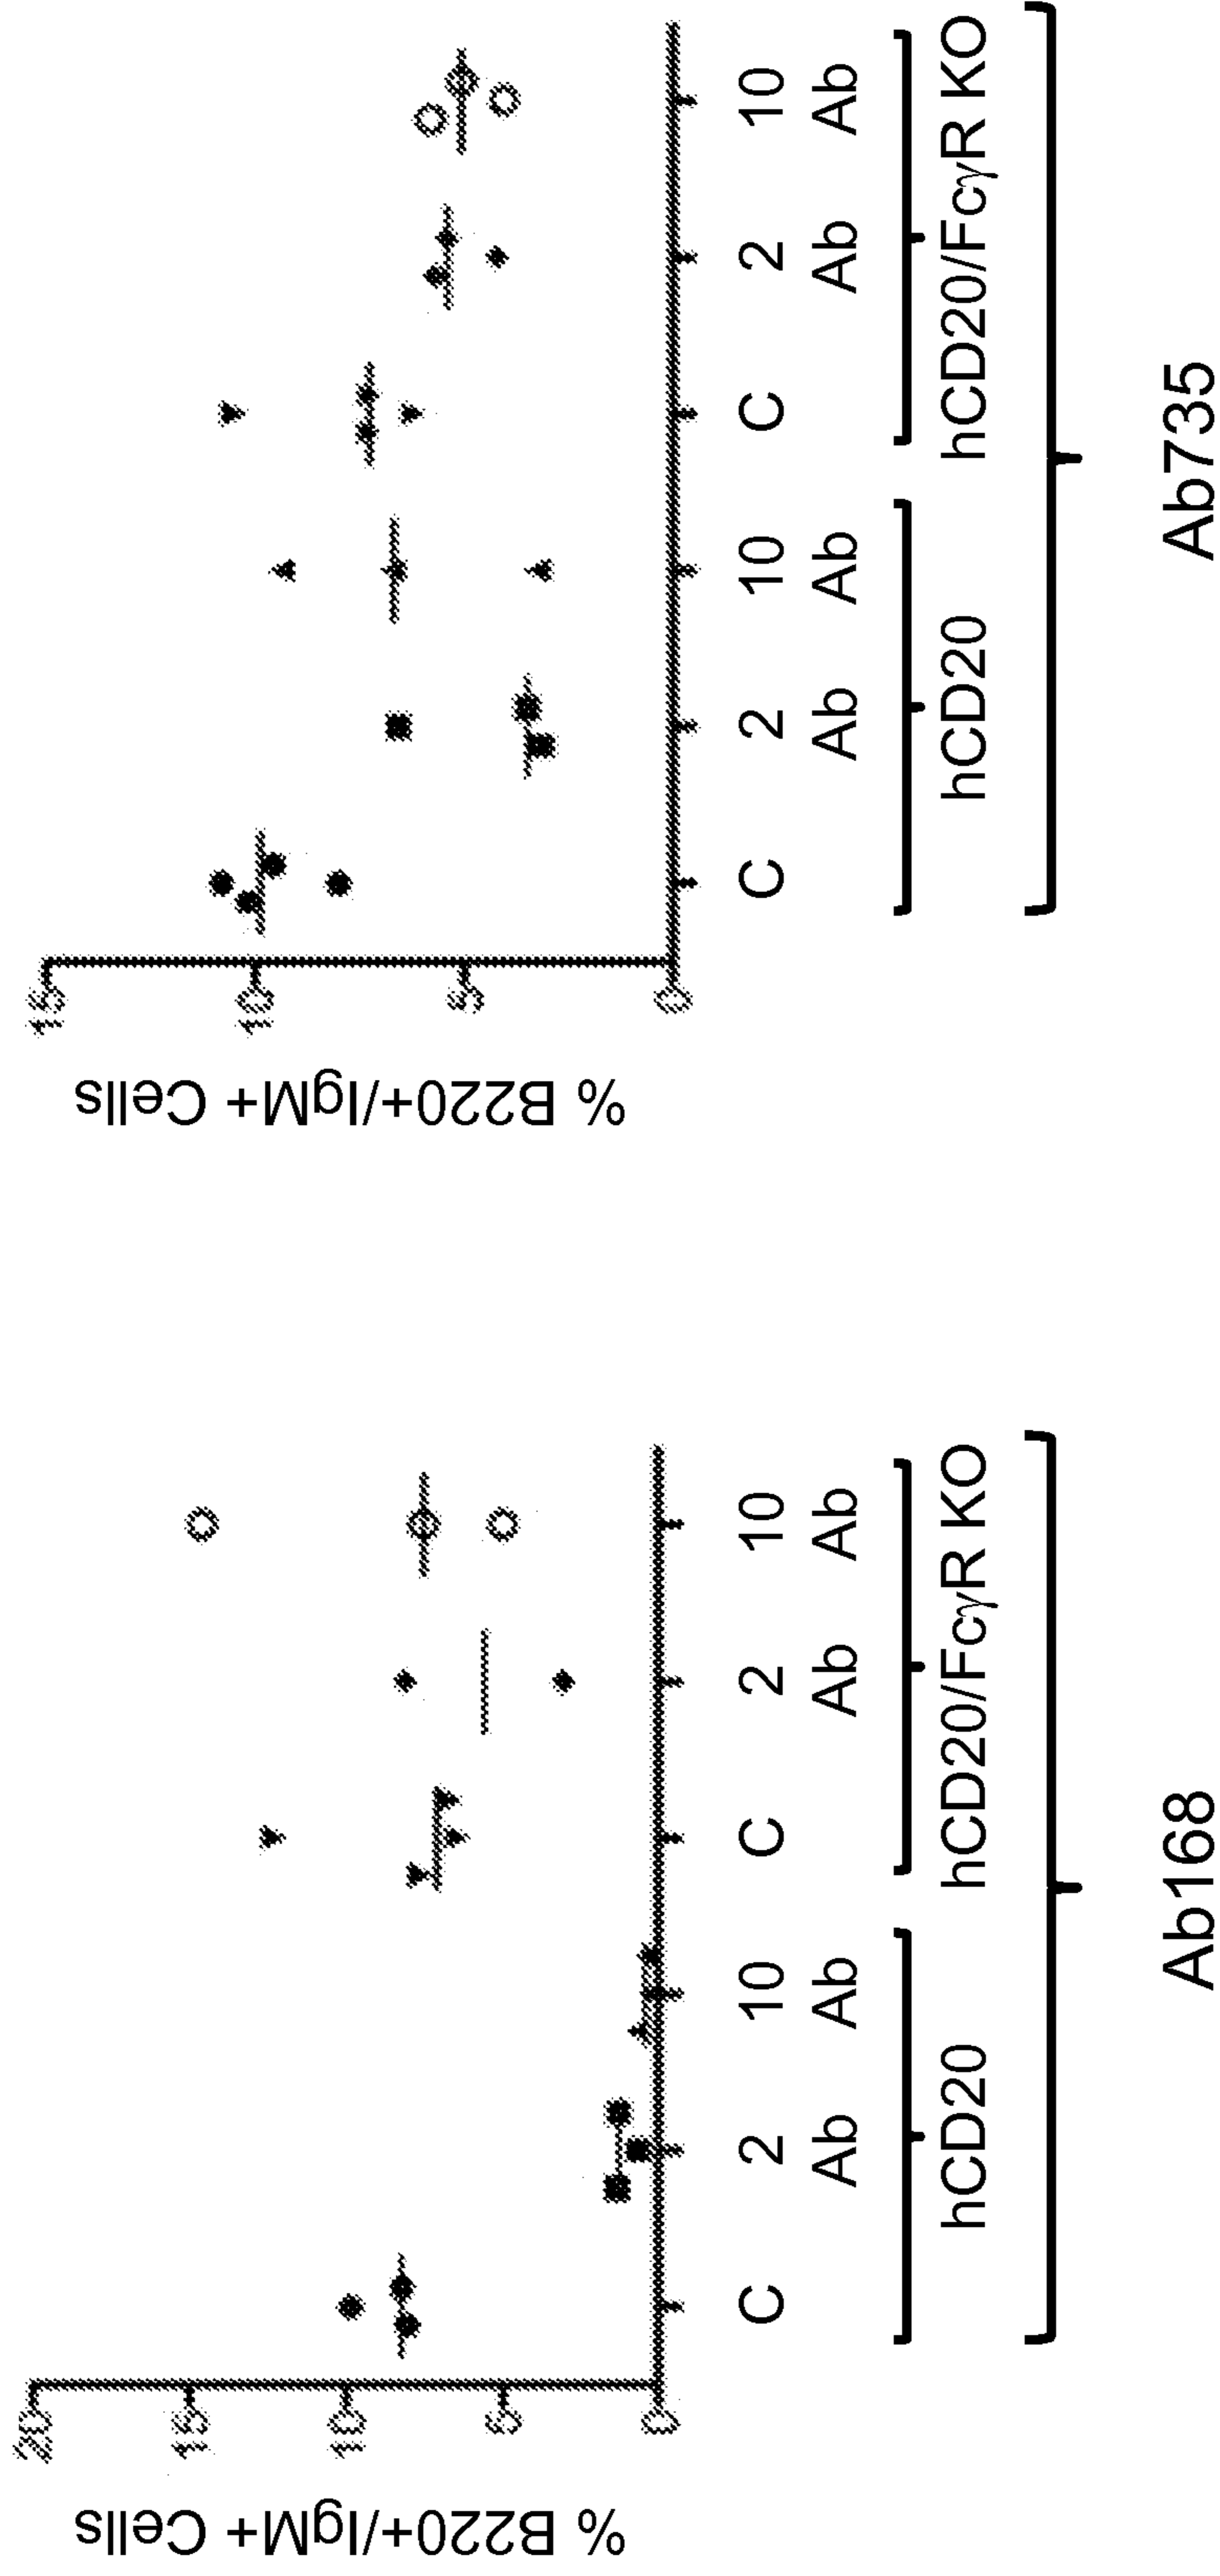 % B220+/IgM+ Cells
20
15
10
5
0
C 2 10 C 2 10
Ab Ab Ab Ab
hCD20 hCD20/FcγR KO
Ab168
% B220+/IgM+ Cells
15
10
5
0
C 2 10 C 2 10
Ab Ab Ab Ab
hCD20 hCD20/FcγR KO
Ab735